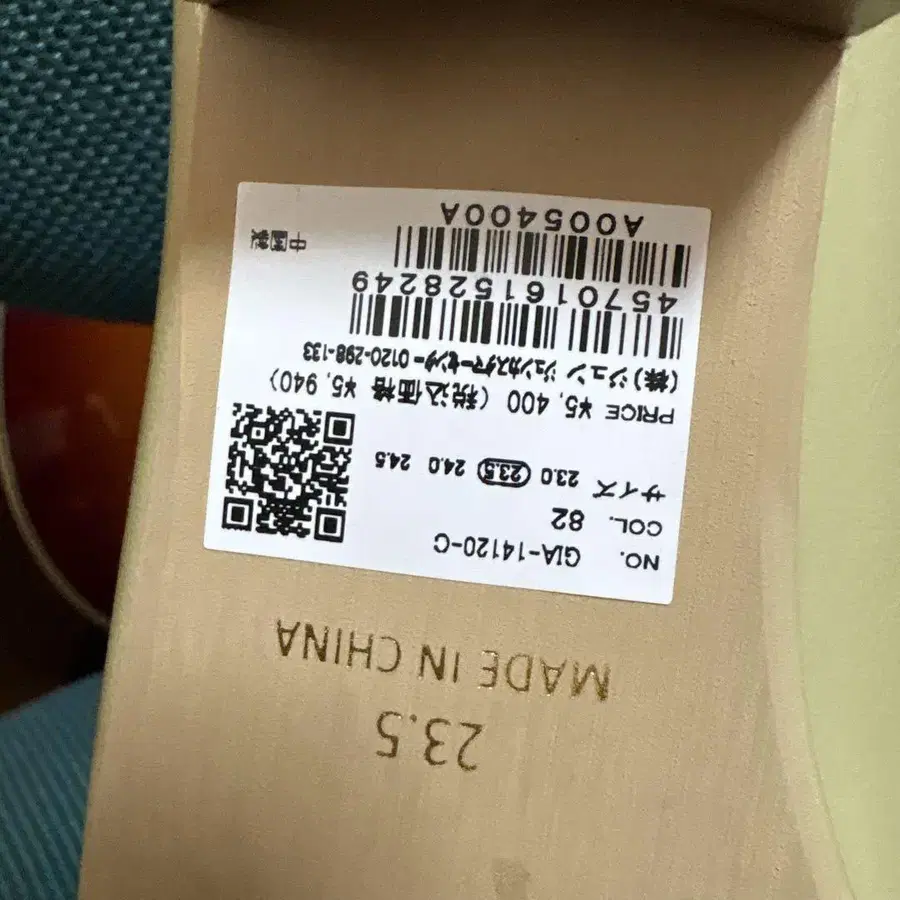 23.5
MADE IN CHINA
NO. GIA-14120-C
COL. 82
サイズ 23.0 23.5 24.0 24.5
PRICE ¥5,400 (税込価格 ¥5,940)
(株)ジュン ジュンカスタマーセンター 0120-298-133
4570161528249
A005400A
中国製